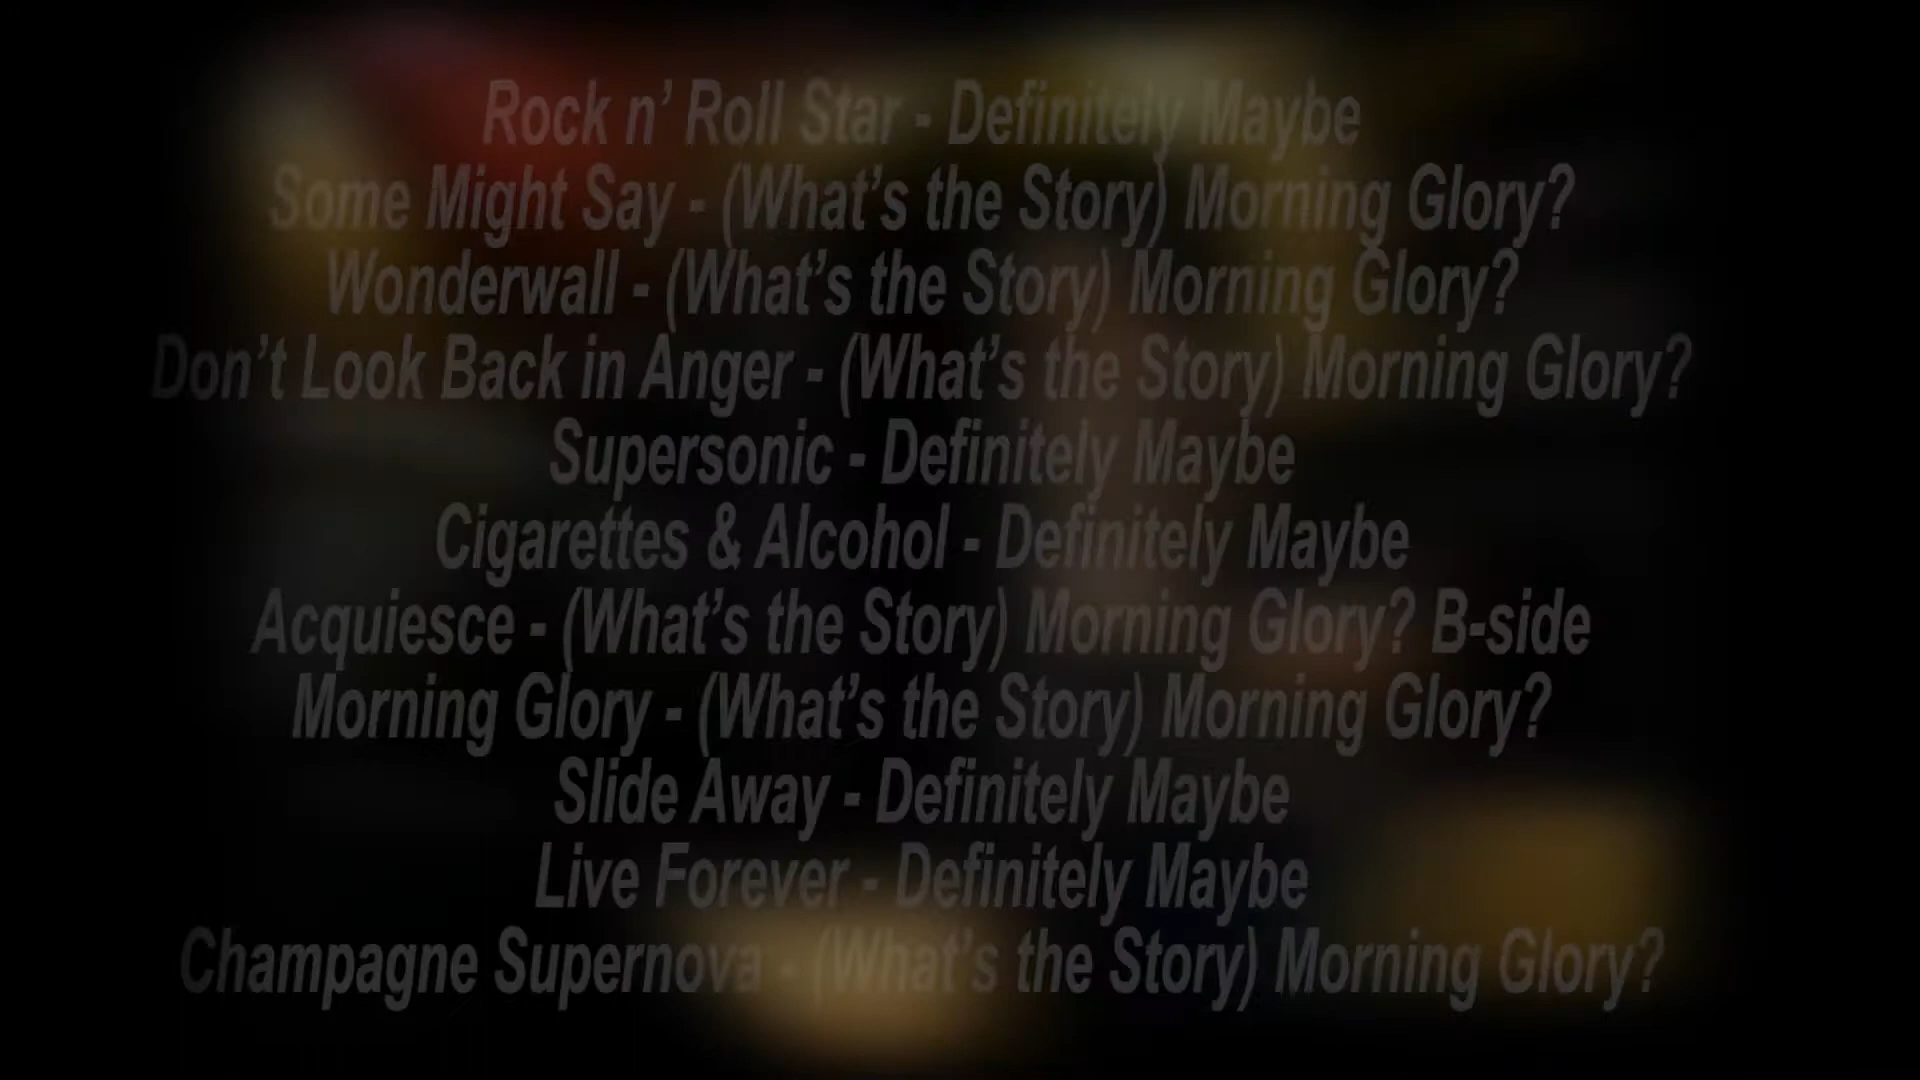 Rock n’ Roll Star - Definitely Maybe
Some Might Say - (What’s the Story) Morning Glory?
Wonderwall - (What’s the Story) Morning Glory?
Don’t Look Back in Anger - (What’s the Story) Morning Glory?
Supersonic - Definitely Maybe
Cigarettes & Alcohol - Definitely Maybe
Acquiesce - (What’s the Story) Morning Glory? B-side
Morning Glory - (What’s the Story) Morning Glory?
Slide Away - Definitely Maybe
Live Forever - Definitely Maybe
Champagne Supernova - (What’s the Story) Morning Glory?